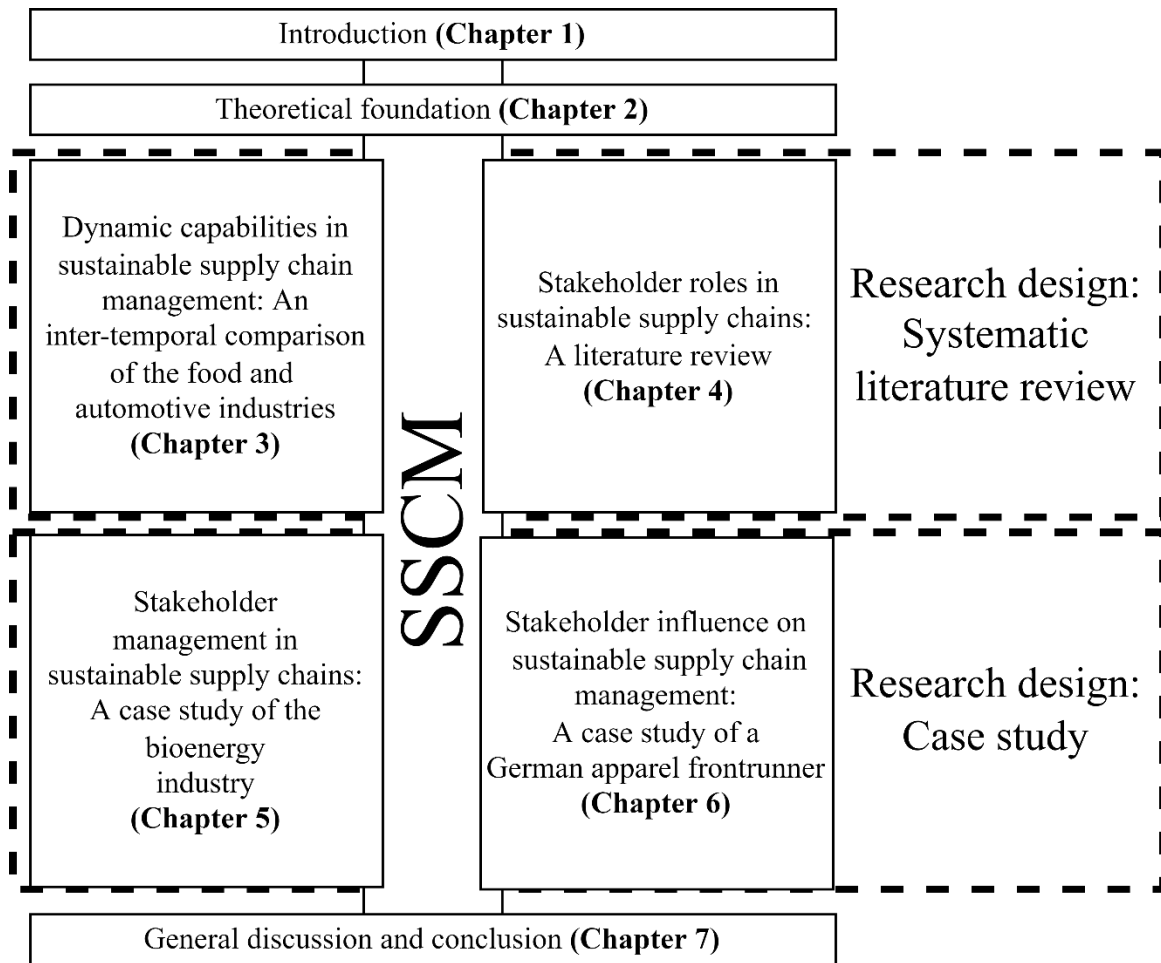 Introduction (Chapter 1)
Theoretical foundation (Chapter 2)
Dynamic capabilities in
sustainable supply chain
management: An
inter-temporal comparison
of the food and
automotive industries
(Chapter 3)
SSCM
Stakeholder roles in
sustainable supply chains:
A literature review
(Chapter 4)
Research design:
Systematic
literature review
Stakeholder
management in
sustainable supply chains:
A case study of the
bioenergy
industry
(Chapter 5)
Stakeholder influence on
sustainable supply chain
management:
A case study of a
German apparel frontrunner
(Chapter 6)
Research design:
Case study
General discussion and conclusion (Chapter 7)